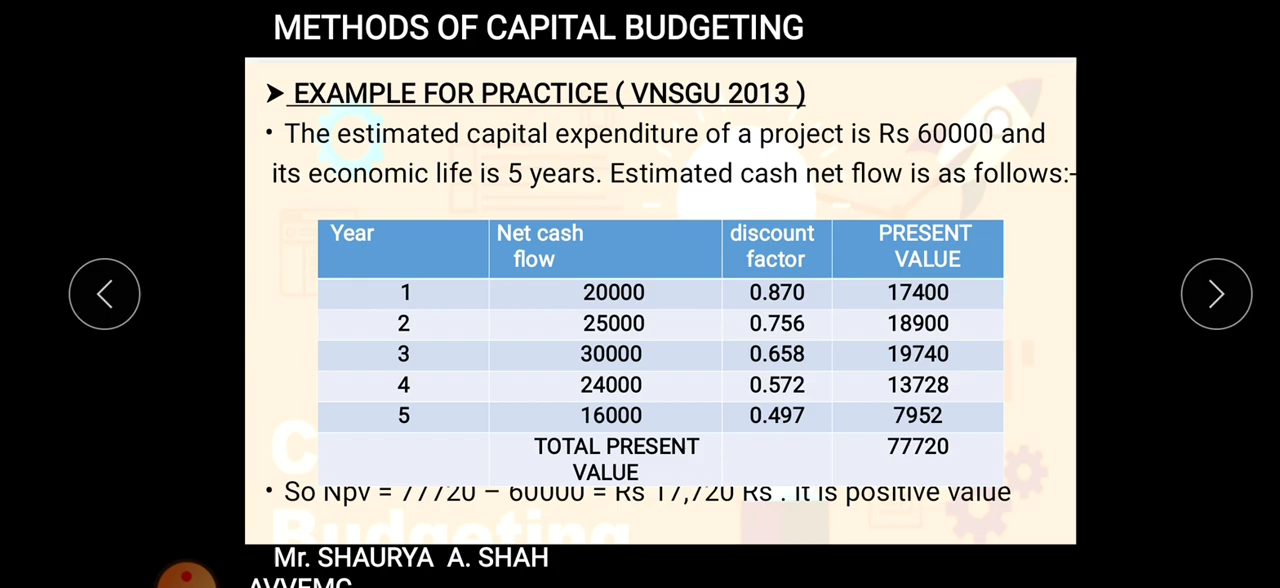 METHODS OF CAPITAL BUDGETING
➤ EXAMPLE FOR PRACTICE ( VNSGU 2013 )
• The estimated capital expenditure of a project is Rs 60000 and
its economic life is 5 years. Estimated cash net flow is as follows:-
Year Net cash flow discount factor PRESENT VALUE
1 20000 0.870 17400
2 25000 0.756 18900
3 30000 0.658 19740
4 24000 0.572 13728
5 16000 0.497 7952
TOTAL PRESENT VALUE 77720
• So Npv = 77720 – 60000 = Rs 17,720 Rs . It is positive value
Budgeting
Mr. SHAURYA A. SHAH
AVVEMC